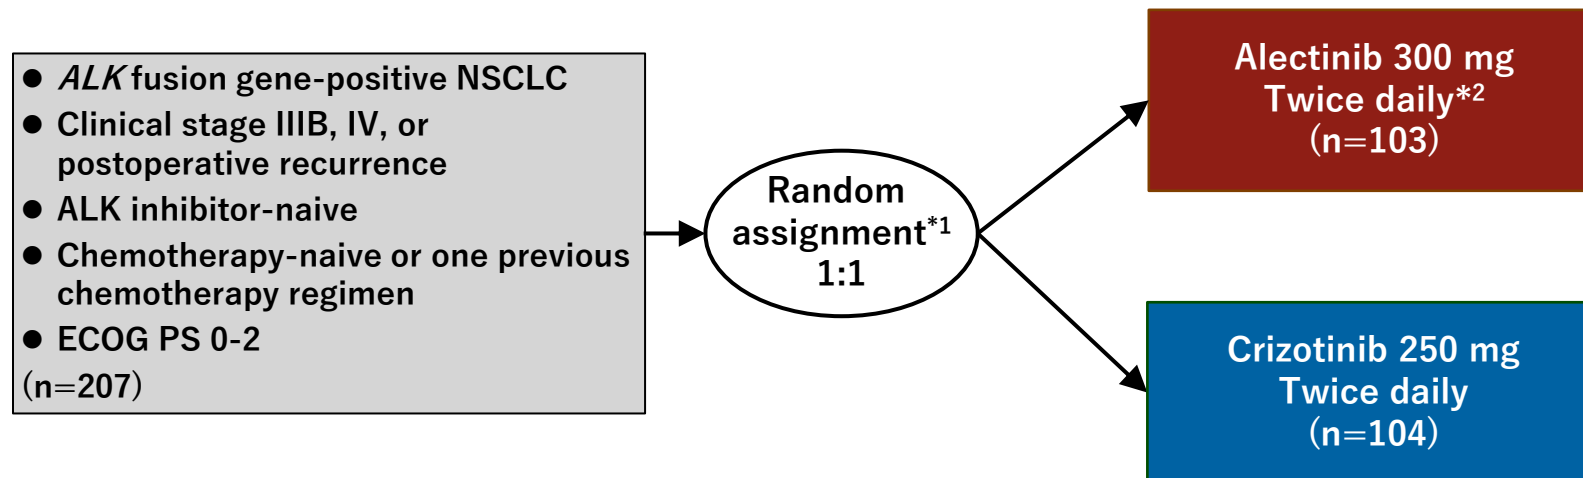 ● ALK fusion gene-positive NSCLC
● Clinical stage IIIB, IV, or
postoperative recurrence
● ALK inhibitor-naive
● Chemotherapy-naive or one previous
chemotherapy regimen
● ECOG PS 0-2
(n=207)
Random
assignment*1
1:1
Alectinib 300 mg
Twice daily*2
(n=103)
Crizotinib 250 mg
Twice daily
(n=104)